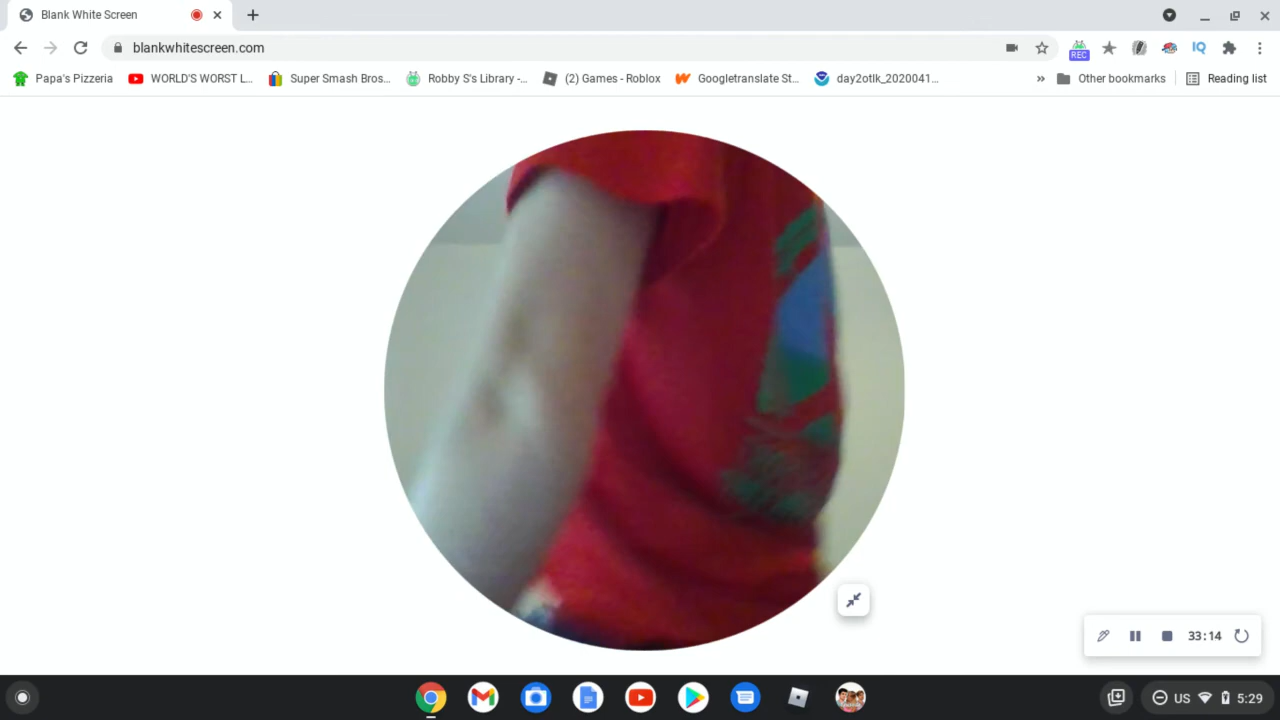 Blank White Screen
blankwhitescreen.com
REC
IQ
Papa's Pizzeria
WORLD'S WORST L...
Super Smash Bros...
Robby S's Library -...
(2) Games - Roblox
Googletranslate St...
day2otlk_2020041...
»
Other bookmarks
Reading list
33:14
US
5:29